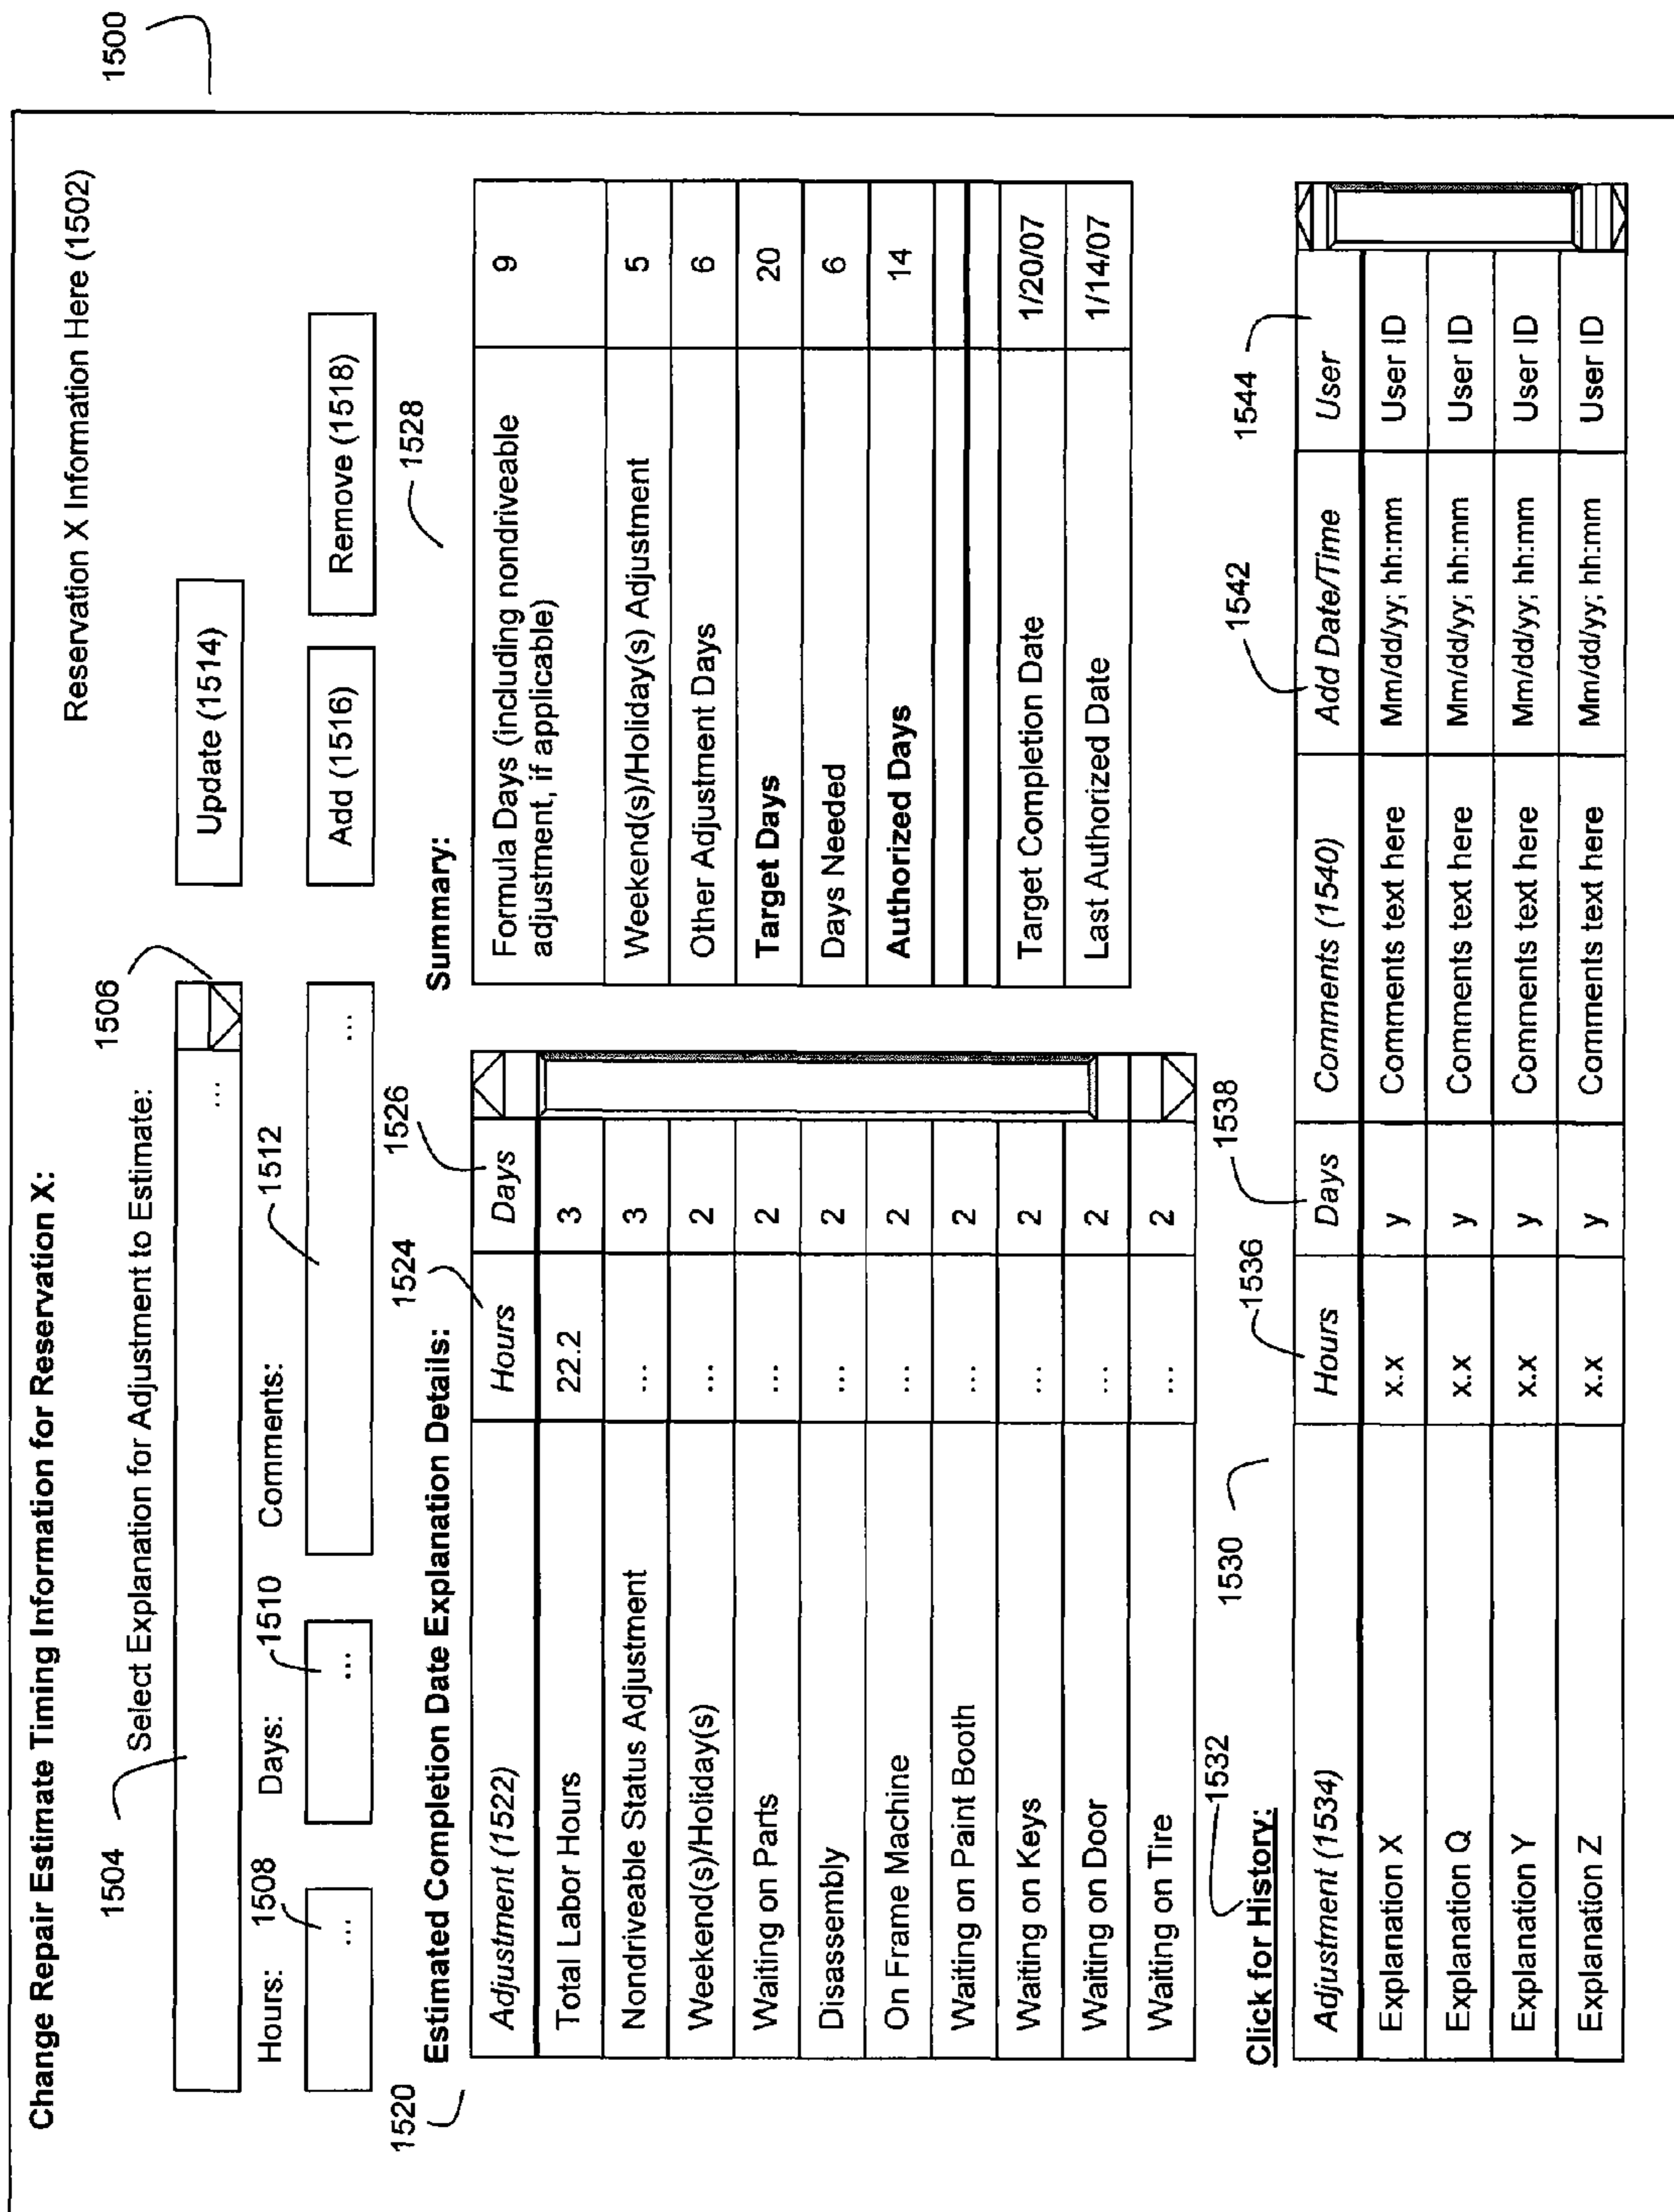 1500
Change Repair Estimate Timing Information for Reservation X:
Reservation X Information Here (1502)
1504
Select Explanation for Adjustment to Estimate:
1506
...
Update (1514)
Hours:
1508
Days:
1510
Comments:
1512
...
...
...
Add (1516)
Remove (1518)
1520
Estimated Completion Date Explanation Details:
1524
1526
Adjustment (1522) Hours Days
Total Labor Hours 22.2 3
Nondriveable Status Adjustment ... 3
Weekend(s)/Holiday(s) ... 2
Waiting on Parts ... 2
Disassembly ... 2
On Frame Machine ... 2
Waiting on Paint Booth ... 2
Waiting on Keys ... 2
Waiting on Door ... 2
Waiting on Tire ... 2
Summary:
1528
Formula Days (including nondriveable adjustment, if applicable) 9
Weekend(s)/Holiday(s) Adjustment 5
Other Adjustment Days 6
Target Days 20
Days Needed 6
Authorized Days 14
Target Completion Date 1/20/07
Last Authorized Date 1/14/07
Click for History:
1532
1530
1536
1538
1542
1544
Adjustment (1534) Hours Days Comments (1540) Add Date/Time User
Explanation X x.x y Comments text here Mm/dd/yy; hh:mm User ID
Explanation Q x.x y Comments text here Mm/dd/yy; hh:mm User ID
Explanation Y x.x y Comments text here Mm/dd/yy; hh:mm User ID
Explanation Z x.x y Comments text here Mm/dd/yy; hh:mm User ID